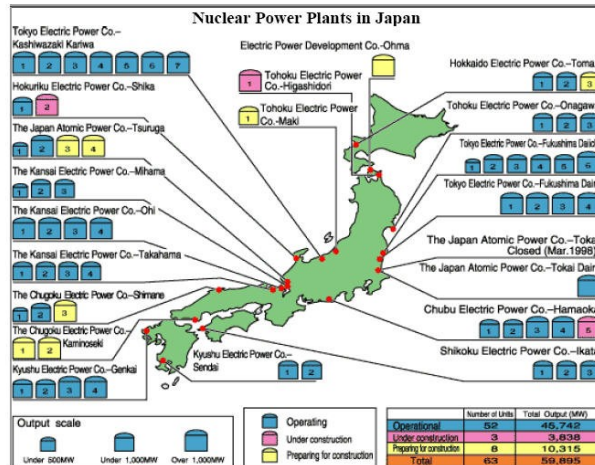 Nuclear Power Plants in Japan
Tokyo Electric Power Co.–
Kashiwazaki Kariwa
1 2 3 4 5 6 7
Hokuriku Electric Power Co.–Shika
1 2
The Japan Atomic Power Co.–Tsuruga
1 2 3 4
The Kansai Electric Power Co.–Mihama
1 2 3
The Kansai Electric Power Co.–Ohi
1 2 3 4
The Kansai Electric Power Co.–Takahama
1 2 3 4
The Chugoku Electric Power Co.–Shimane
1 2 3
The Chugoku Electric Power Co.–
Kaminoseki
1 2
Kyushu Electric Power Co.–Genkai
1 2 3 4
Electric Power Development Co.–Ohma
Tohoku Electric Power
Co.–Higashidori
1
Tohoku Electric Power
Co.–Maki
1
Hokkaido Electric Power Co.–Toma
1 2 3
Tohoku Electric Power Co.–Onagaw
1 2 3
Tokyo Electric Power Co.–Fukushima Daiic
1 2 3 4 5 6
Tokyo Electric Power Co.–Fukushima Dain
1 2 3 4
The Japan Atomic Power Co.–Toka
Closed (Mar.1998)
The Japan Atomic Power Co.–Tokai Dain
Chubu Electric Power Co.–Hamaoka
1 2 3 4 5
Shikoku Electric Power Co.–Ikata
1 2 3
Kyushu Electric Power Co.–
Sendai
1 2
Output scale
Under 500MW
Under 1,000MW
Over 1,000MW
Operating
Under construction
Preparing for construction
Number of Units Total Output (MW)
Operational 52 45,742
Under construction 3 3,838
Preparing for construction 8 10,315
Total 63 59,895